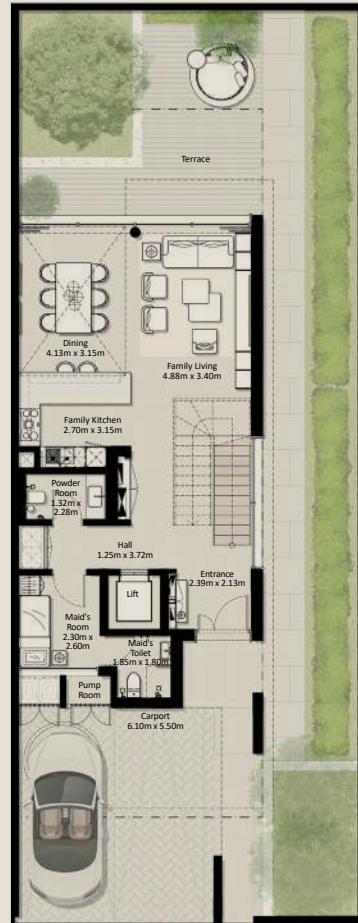 Terrace
Dining
4.13m x 3.15m
Family Living
4.88m x 3.40m
Family Kitchen
2.70m x 3.15m
Powder
Room
1.32m x
2.28m
Hall
1.25m x 3.72m
Entrance
2.39m x 2.13m
Lift
Maid's
Room
2.30m x
2.60m
Maid's
Toilet
1.85m x 1.80m
Pump
Room
Carport
6.10m x 5.50m